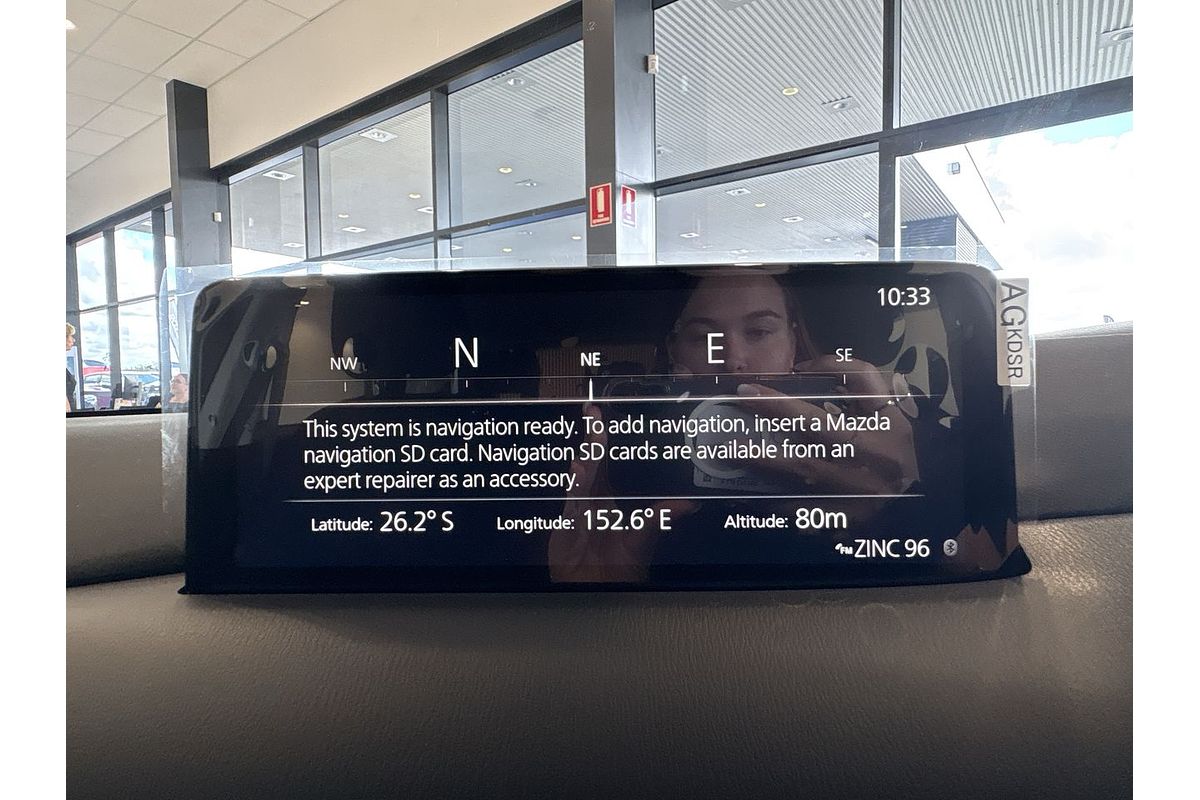 10:33
NW N NE E SE
This system is navigation ready. To add navigation, insert a Mazda
navigation SD card. Navigation SD cards are available from an
expert repairer as an accessory.
Latitude: 26.2° S Longitude: 152.6° E Altitude: 80m
FM ZINC 96
AGKDSR